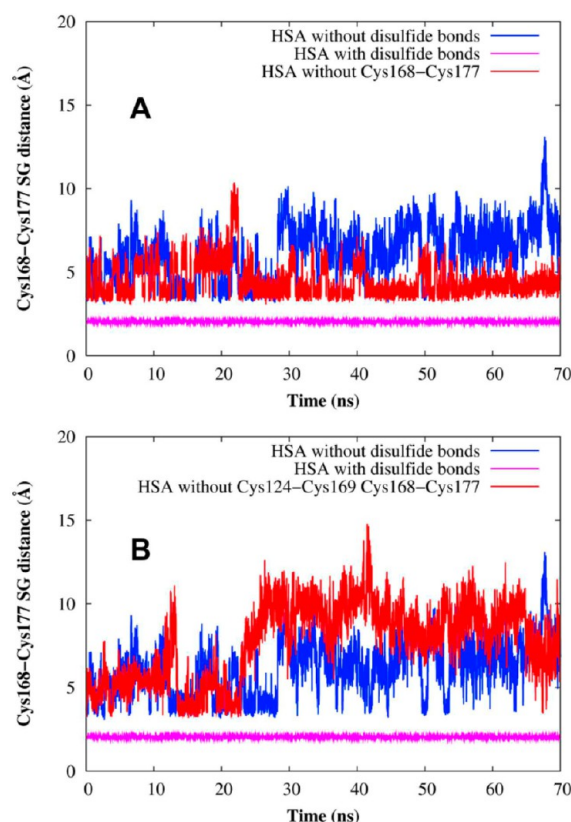 20
HSA without disulfide bonds
HSA with disulfide bonds
HSA without Cys168−Cys177
15
A
10
5
0
Cys168−Cys177 SG distance (Å)
0 10 20 30 40 50 60 70
Time (ns)
20
HSA without disulfide bonds
HSA with disulfide bonds
HSA without Cys124−Cys169 Cys168−Cys177
15
B
10
5
0
Cys168−Cys177 SG distance (Å)
0 10 20 30 40 50 60 70
Time (ns)